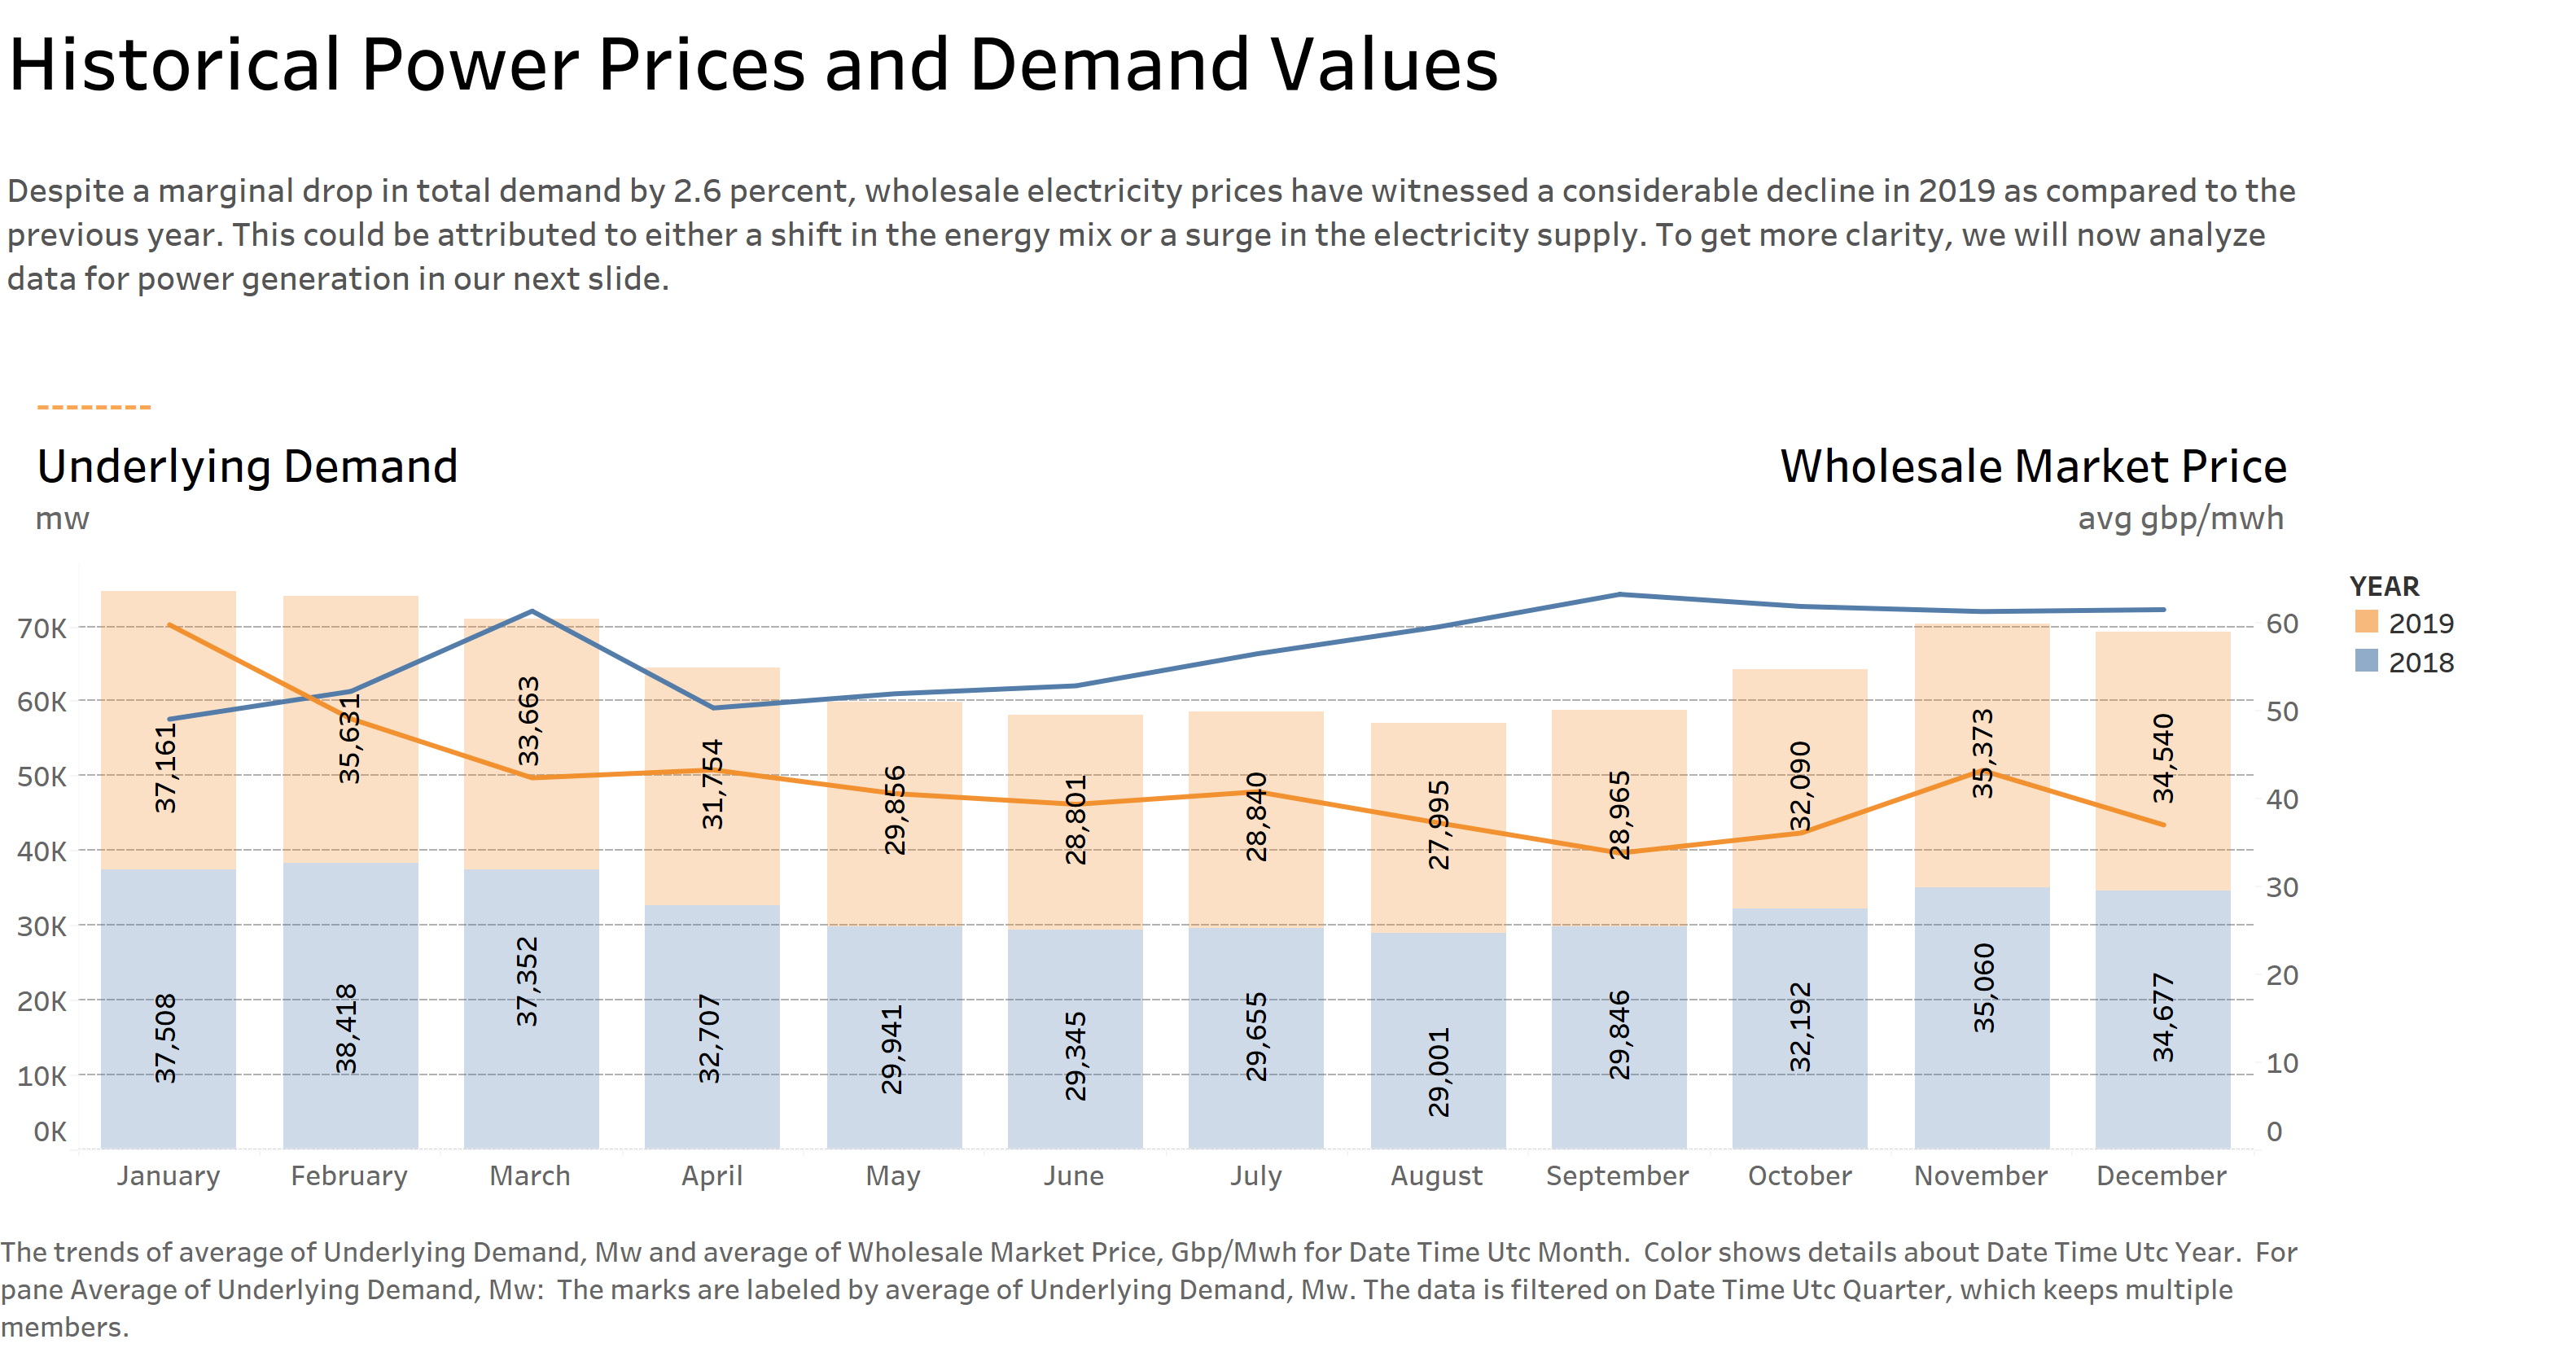 Historical Power Prices and Demand Values
Despite a marginal drop in total demand by 2.6 percent, wholesale electricity prices have witnessed a considerable decline in 2019 as compared to the
previous year. This could be attributed to either a shift in the energy mix or a surge in the electricity supply. To get more clarity, we will now analyze
data for power generation in our next slide.
Underlying Demand
mw
Wholesale Market Price
avg gbp/mwh
YEAR
2019
2018
70K
60K
50K
40K
30K
20K
10K
0K
37,161
35,631
33,663
31,754
29,856
28,801
28,840
27,995
28,965
32,090
35,373
34,540
37,508
38,418
37,352
32,707
29,941
29,345
29,655
29,001
29,846
32,192
35,060
34,677
60
50
40
30
20
10
0
January February March April May June July August September October November December
The trends of average of Underlying Demand, Mw and average of Wholesale Market Price, Gbp/Mwh for Date Time Utc Month.  Color shows details about Date Time Utc Year.  For
pane Average of Underlying Demand, Mw:  The marks are labeled by average of Underlying Demand, Mw. The data is filtered on Date Time Utc Quarter, which keeps multiple
members.